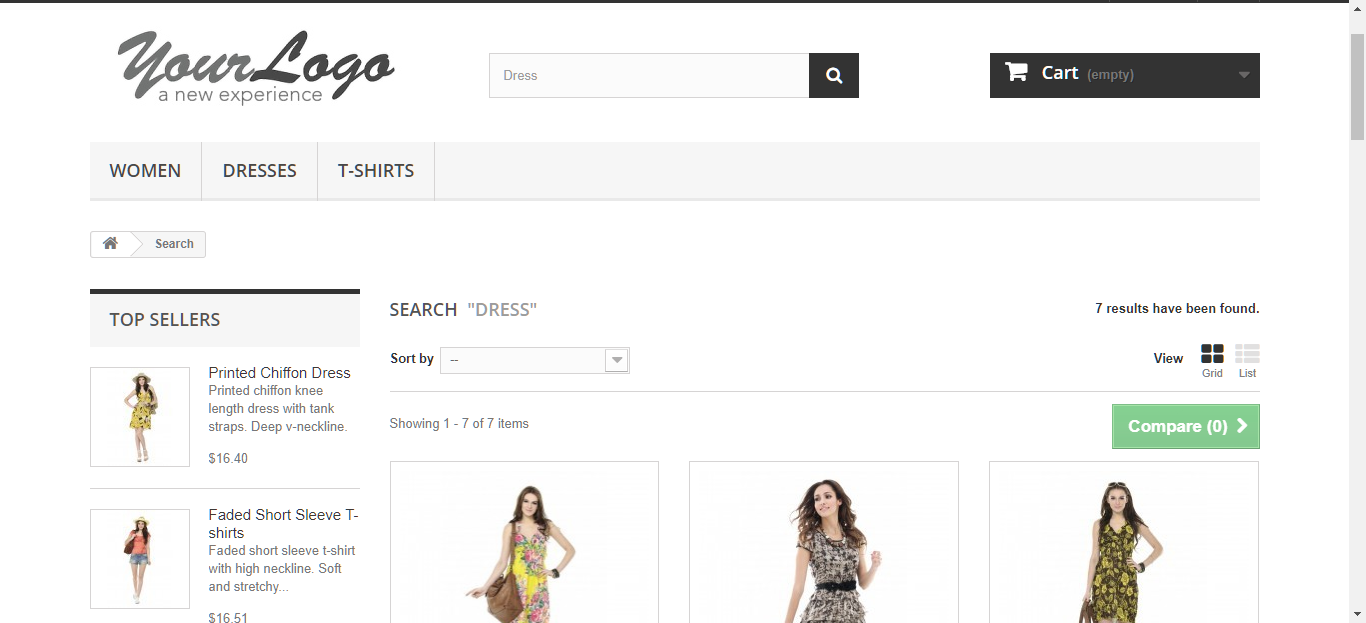 YourLogo
a new experience
Dress
Cart (empty)
WOMEN
DRESSES
T-SHIRTS
Search
TOP SELLERS
Printed Chiffon Dress
Printed chiffon knee
length dress with tank
straps. Deep v-neckline.
$16.40
Faded Short Sleeve T-
shirts
Faded short sleeve t-shirt
with high neckline. Soft
and stretchy...
$16.51
SEARCH "DRESS"
7 results have been found.
Sort by --
View
Grid
List
Showing 1 - 7 of 7 items
Compare (0)